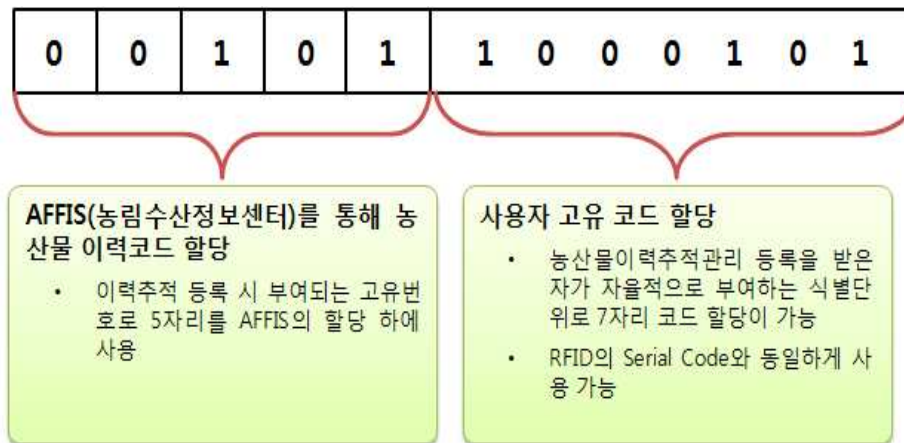 0 0 1 0 1 1 0 0 0 1 0 1
AFFIS(농림수산정보센터)를 통해 농
산물 이력코드 할당
• 이력추적 등록 시 부여되는 고유번
호로 5자리를 AFFIS의 할당 하에
사용
사용자 고유 코드 할당
• 농산물이력추적관리 등록을 받은
자가 자율적으로 부여하는 식별단
위로 7자리 코드 할당이 가능
• RFID의 Serial Code와 동일하게 사
용 가능